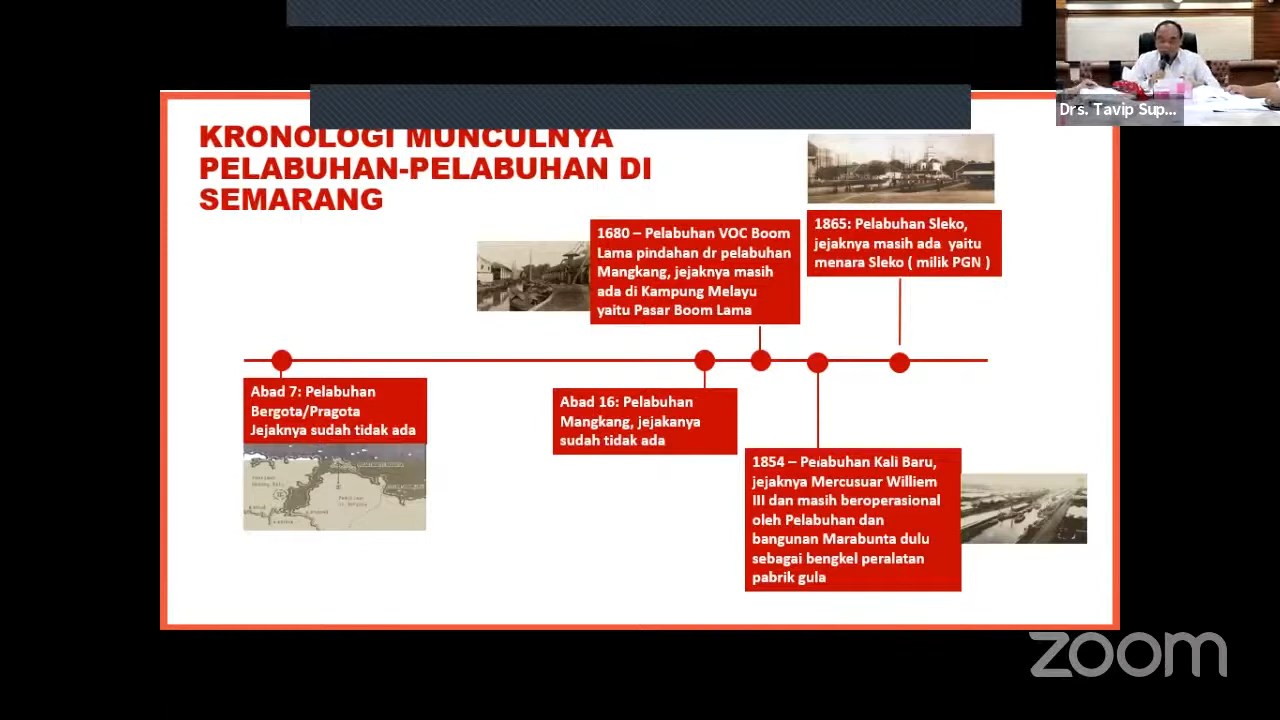 Drs. Tavip Sup...
KRONOLOGI MUNCULNYA
PELABUHAN-PELABUHAN DI
SEMARANG
Abad 7: Pelabuhan
Bergota/Pragota
Jejaknya sudah tidak ada
Abad 16: Pelabuhan
Mangkang, jejakanya
sudah tidak ada
1680 – Pelabuhan VOC Boom
Lama pindahan dr pelabuhan
Mangkang, jejaknya masih
ada di Kampung Melayu
yaitu Pasar Boom Lama
1854 – Pelabuhan Kali Baru,
jejaknya Mercusuar Williem
III dan masih beroperasional
oleh Pelabuhan dan
bangunan Marabunta dulu
sebagai bengkel peralatan
pabrik gula
1865: Pelabuhan Sleko,
jejaknya masih ada yaitu
menara Sleko ( milik PGN )
zoom